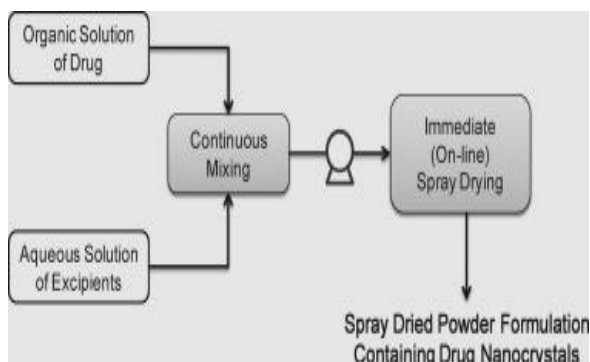 Organic Solution
of Drug
Continuous
Mixing
Immediate
(On-line)
Spray Drying
Aqueous Solution
of Excipients
Spray Dried Powder Formulation
Containing Drug Nanocrystals